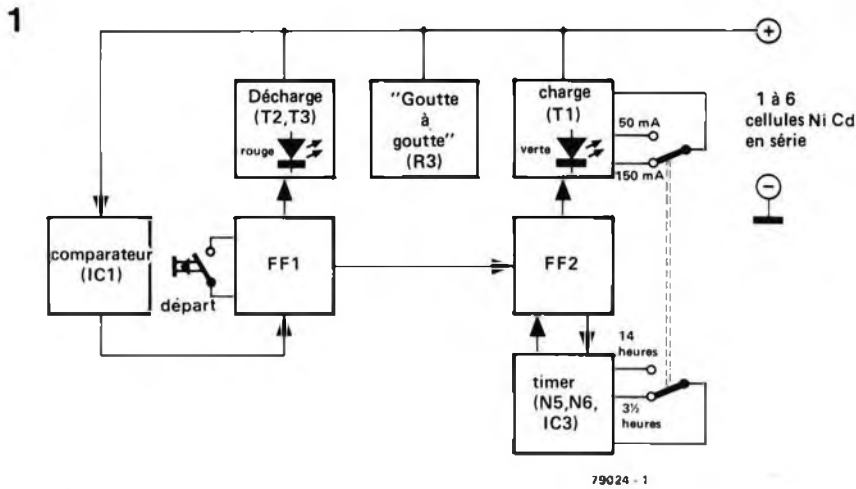 1
+
Décharge
(T2,T3)
rouge
"Goutte
à
goutte"
(R3)
charge
(T1)
verte
50 mA
150 mA
1 à 6
cellules Ni Cd
en série
−
comparateur
(IC1)
départ
FF1
FF2
timer
(N5,N6,
IC3)
14
heures
3½
heures
79024 - 1